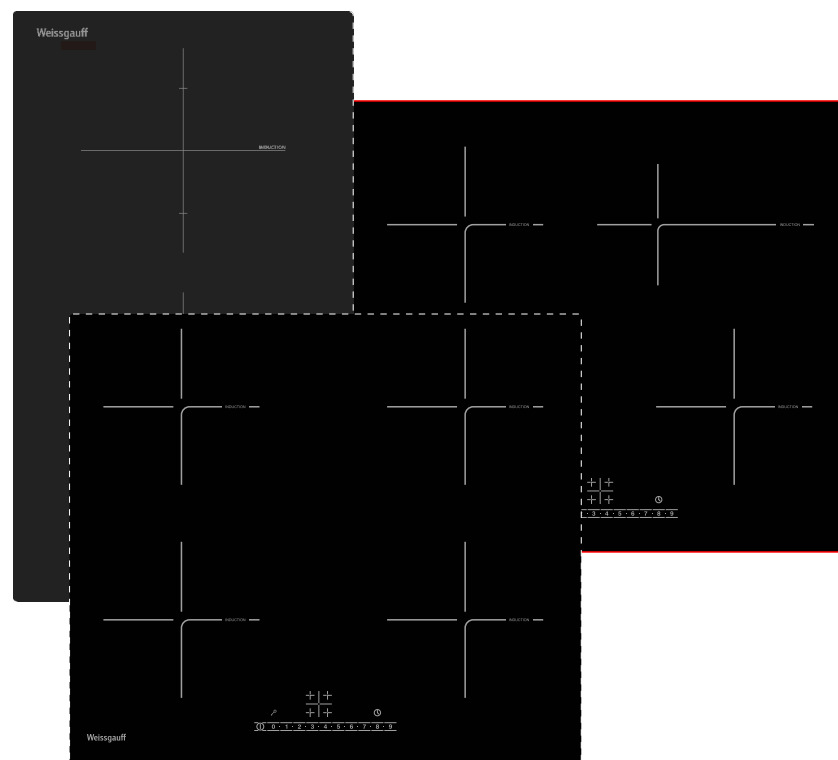 Weissgauff
INDUCTION
INDUCTION
INDUCTION
INDUCTION
INDUCTION
INDUCTION
· 3 · 4 · 5 · 6 · 7 · 8 · 9
INDUCTION
INDUCTION
0 · 1 · 2 · 3 · 4 · 5 · 6 · 7 · 8 · 9
Weissgauff